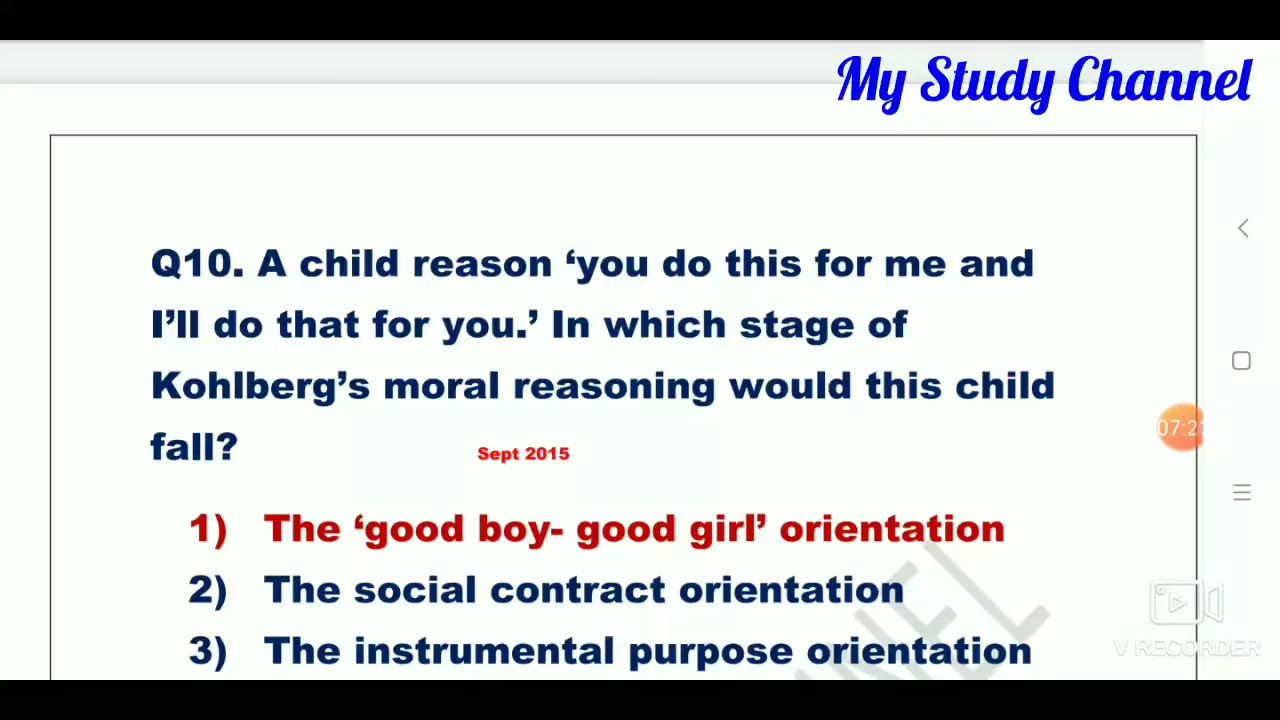 My Study Channel
Q10. A child reason ‘you do this for me and
I’ll do that for you.’ In which stage of
Kohlberg’s moral reasoning would this child
fall?
Sept 2015
1) The ‘good boy- good girl’ orientation
2) The social contract orientation
3) The instrumental purpose orientation
07:21
V RECORDER